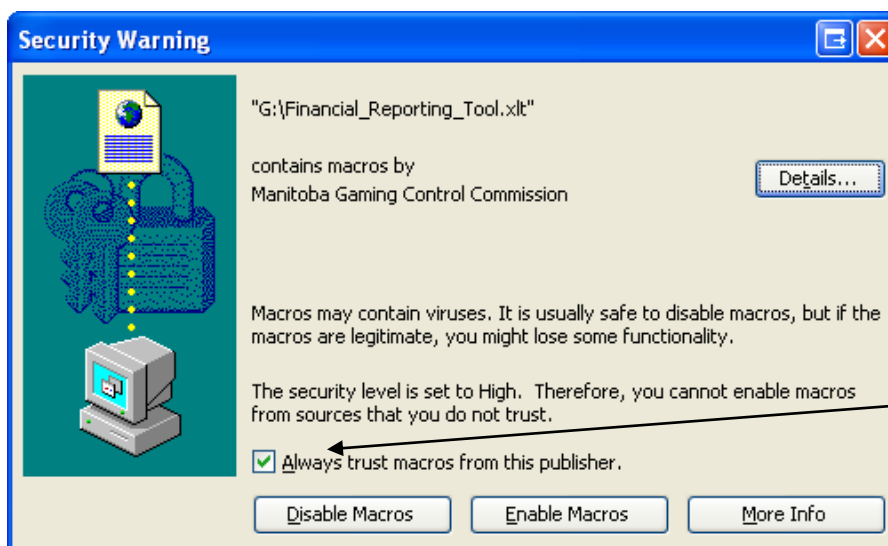 Security Warning
"G:\Financial_Reporting_Tool.xlt"
contains macros by
Details...
Manitoba Gaming Control Commission
Macros may contain viruses. It is usually safe to disable macros, but if the
macros are legitimate, you might lose some functionality.
The security level is set to High.  Therefore, you cannot enable macros
from sources that you do not trust.
Always trust macros from this publisher.
Disable Macros
Enable Macros
More Info